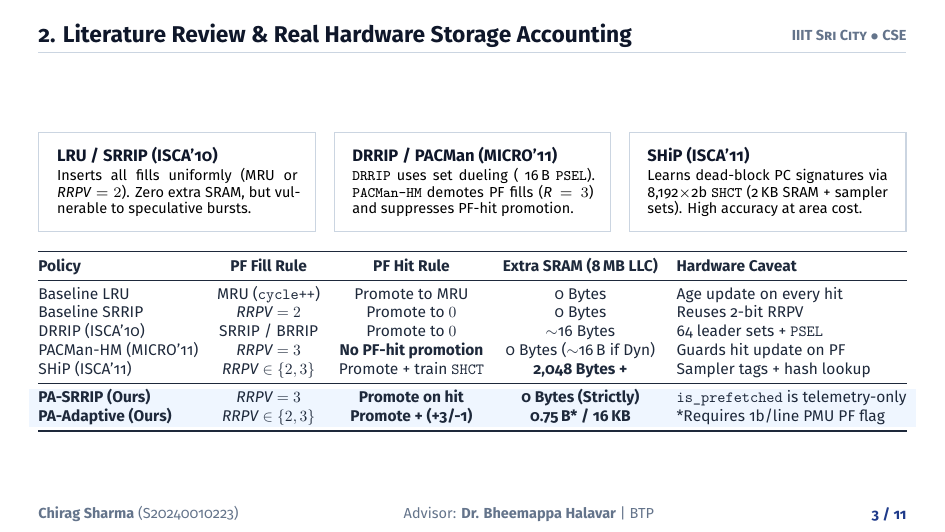 2. Literature Review & Real Hardware Storage Accounting
IIIT SRI CITY ● CSE
LRU / SRRIP (ISCA'10)
Inserts all fills uniformly (MRU or
RRPV = 2). Zero extra SRAM, but vul-
nerable to speculative bursts.
DRRIP / PACMan (MICRO'11)
DRRIP uses set dueling ( 16 B PSEL).
PACMan-HM demotes PF fills (R = 3)
and suppresses PF-hit promotion.
SHiP (ISCA'11)
Learns dead-block PC signatures via
8,192×2b SHCT (2 KB SRAM + sampler
sets). High accuracy at area cost.
Policy PF Fill Rule PF Hit Rule Extra SRAM (8 MB LLC) Hardware Caveat
Baseline LRU MRU (cycle++) Promote to MRU 0 Bytes Age update on every hit
Baseline SRRIP RRPV = 2 Promote to 0 0 Bytes Reuses 2-bit RRPV
DRRIP (ISCA'10) SRRIP / BRRIP Promote to 0 ~16 Bytes 64 leader sets + PSEL
PACMan-HM (MICRO'11) RRPV = 3 No PF-hit promotion 0 Bytes (~16 B if Dyn) Guards hit update on PF
SHiP (ISCA'11) RRPV ∈ {2, 3} Promote + train SHCT 2,048 Bytes + Sampler tags + hash lookup
PA-SRRIP (Ours) RRPV = 3 Promote on hit 0 Bytes (Strictly) is_prefetched is telemetry-only
PA-Adaptive (Ours) RRPV ∈ {2, 3} Promote + (+3/-1) 0.75 B* / 16 KB *Requires 1b/line PMU PF flag
Chirag Sharma (S20240010223)
Advisor: Dr. Bheemappa Halavar | BTP
3 / 11